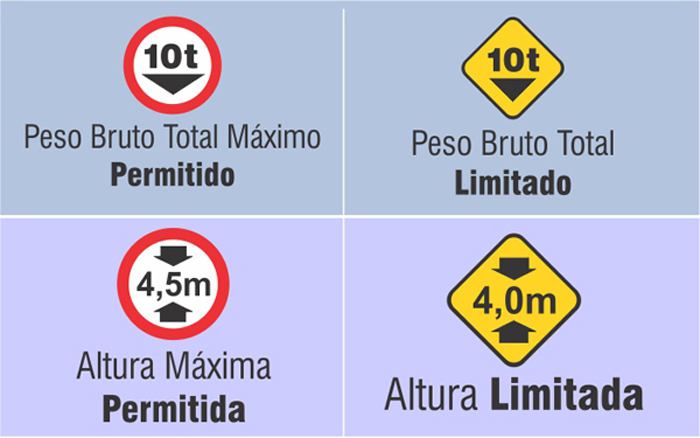 10t
Peso Bruto Total Máximo
Permitido
10t
Peso Bruto Total
Limitado
4,5m
Altura Máxima
Permitida
4,0m
Altura Limitada